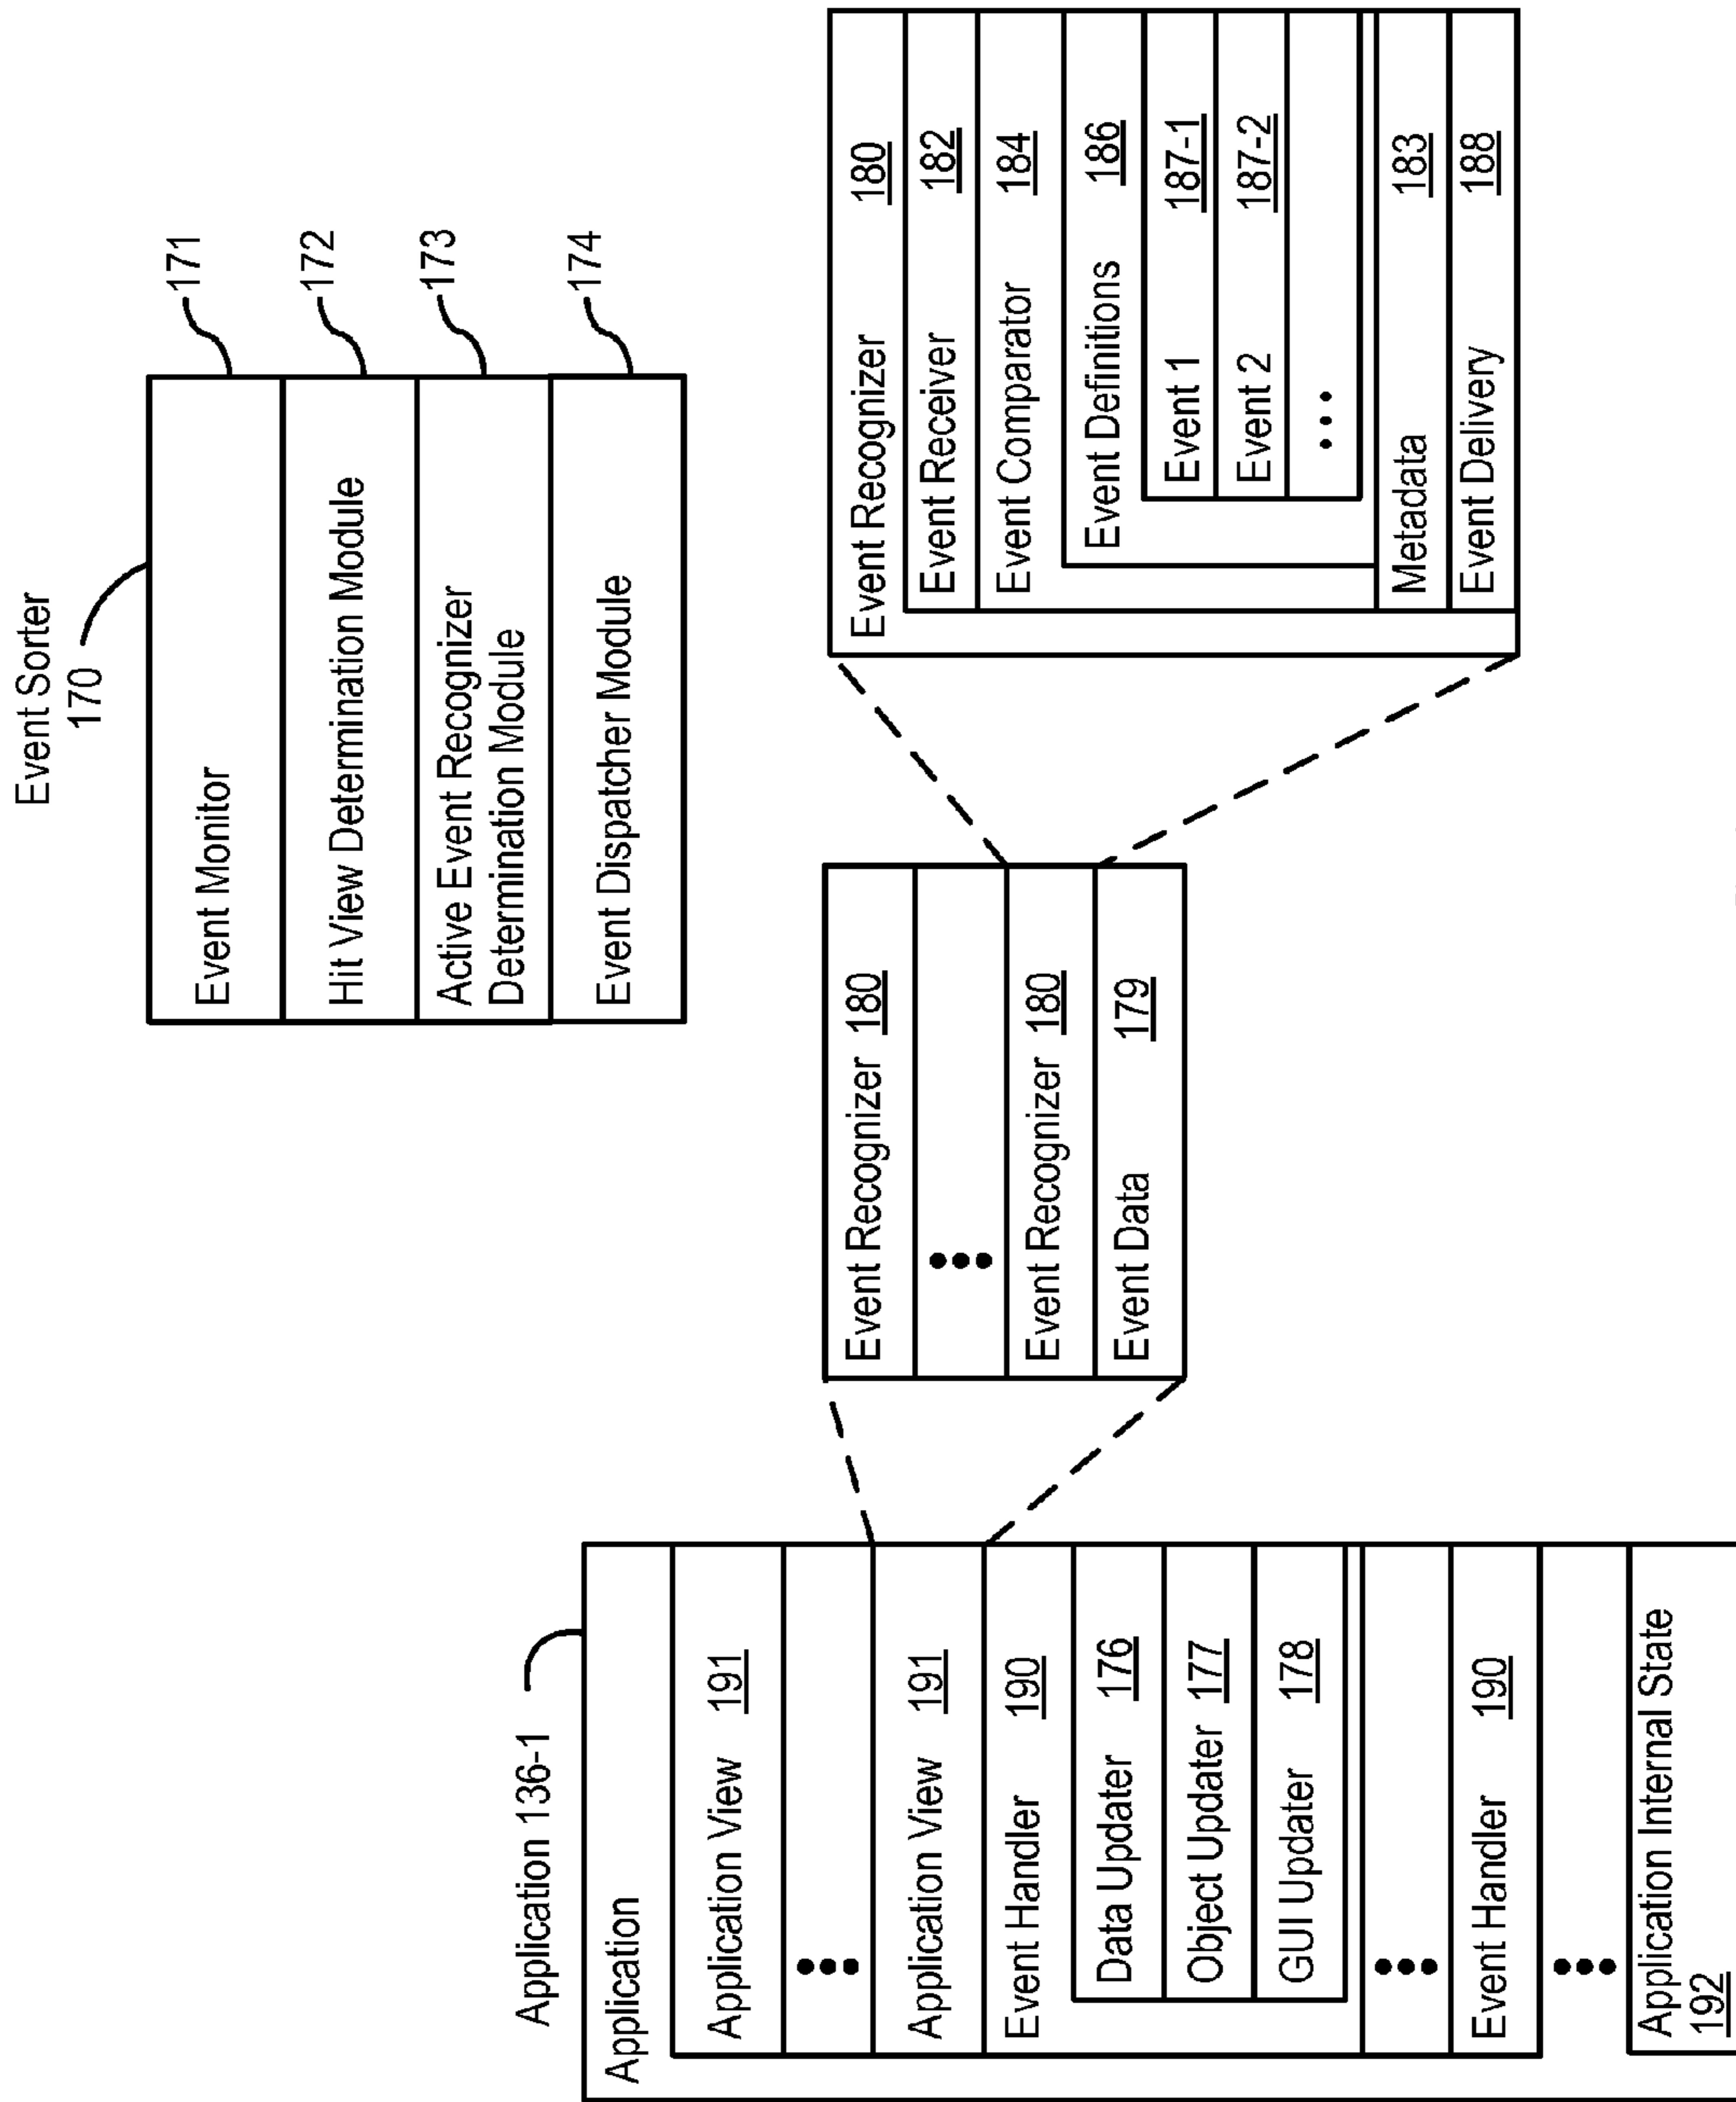 Event Sorter
170
Event Monitor
171
Hit View Determination Module
172
Active Event Recognizer
Determination Module
173
Event Dispatcher Module
174
Application 136-1
Application
Application View 191
•••
Application View 191
Event Handler 190
Data Updater 176
Object Updater 177
GUI Updater 178
•••
Event Handler 190
•••
Application Internal State
192
Event Recognizer 180
•••
Event Recognizer 180
Event Data 179
Event Recognizer 180
Event Receiver 182
Event Comparator 184
Event Definitions 186
Event 1 187-1
Event 2 187-2
•••
Metadata 183
Event Delivery 188